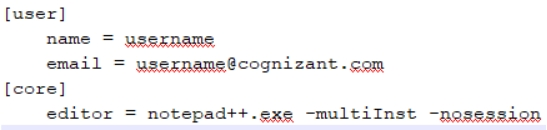 [user]
    name = username
    email = username@cognizant.com
[core]
    editor = notepad++.exe -multiInst -nosession